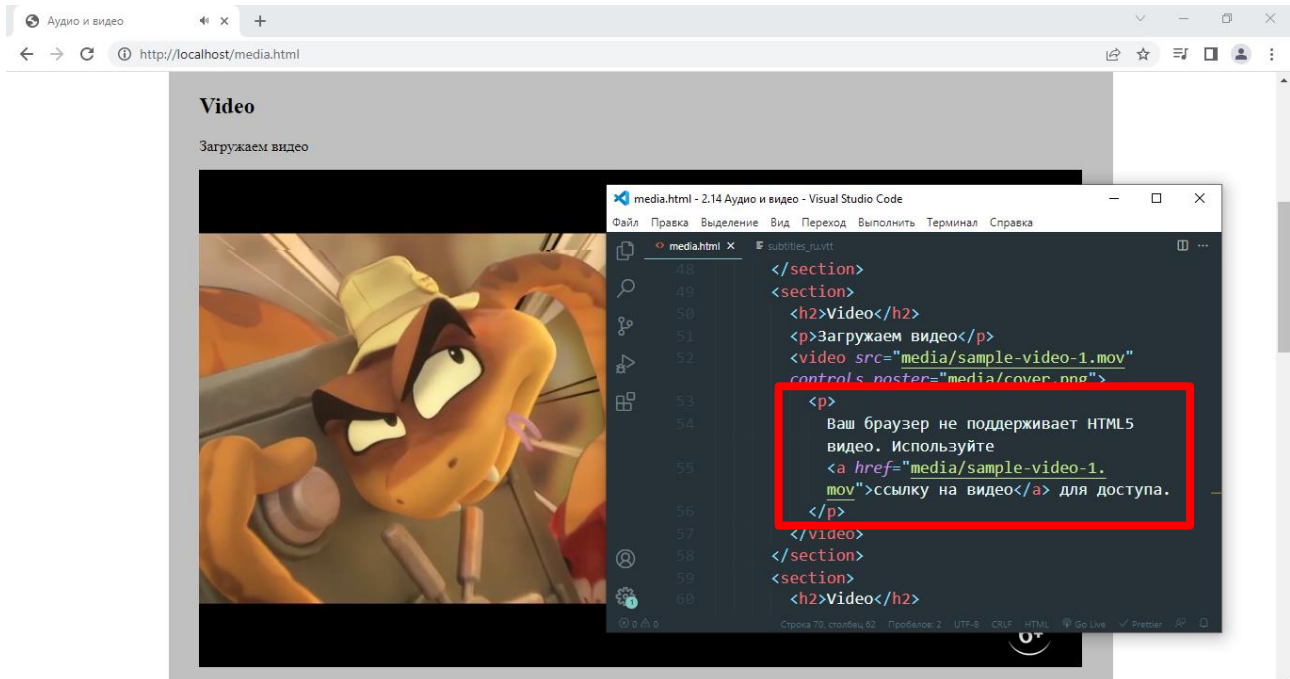 Аудио и видео
http://localhost/media.html
Video
Загружаем видео
media.html - 2.14 Аудио и видео - Visual Studio Code
Файл Правка Выделение Вид Переход Выполнить Терминал Справка
media.html subtitles_ru.vtt
48 </section>
49 <section>
50 <h2>Video</h2>
51 <p>Загружаем видео</p>
52 <video src="media/sample-video-1.mov"
controls poster="media/cover.png">
53 <p>
54 Ваш браузер не поддерживает HTML5
видео. Используйте
55 <a href="media/sample-video-1.
mov">ссылку на видео</a> для доступа.
56 </p>
57 </video>
58 </section>
59 <section>
60 <h2>Video</h2>
1
0 0 Строка 70, столбец 62 Пробелов: 2 UTF-8 CRLF HTML Go Live Prettier
6+